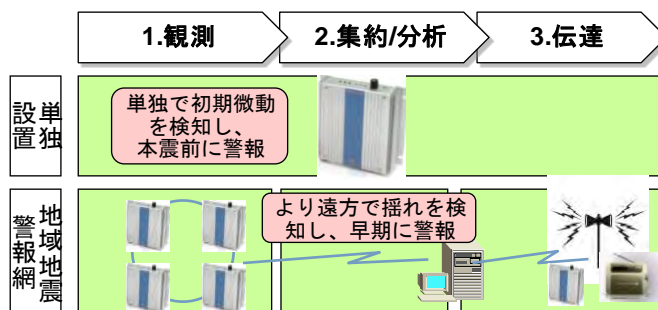 1.観測
2.集約/分析
3.伝達
単独
設置
単独で初期微動
を検知し、
本震前に警報
地域地震
警報網
より遠方で揺れを検
知し、早期に警報